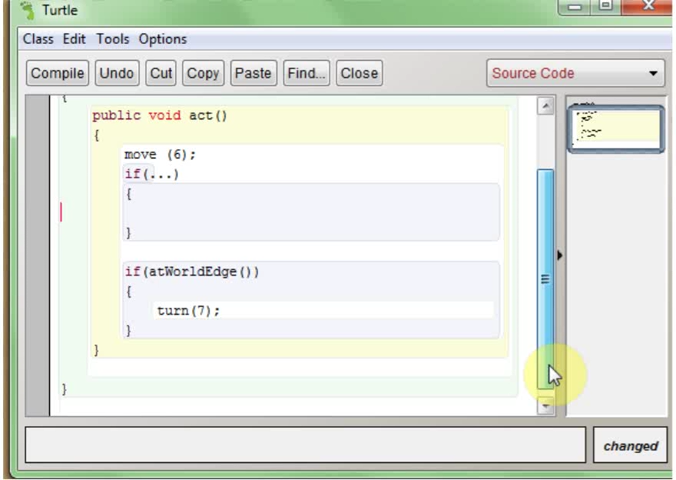 Turtle
Class Edit Tools Options
Compile Undo Cut Copy Paste Find... Close Source Code
{
public void act()
{
move (6);
if(...)
{
}
if(atWorldEdge())
{
turn(7);
}
}
}
changed